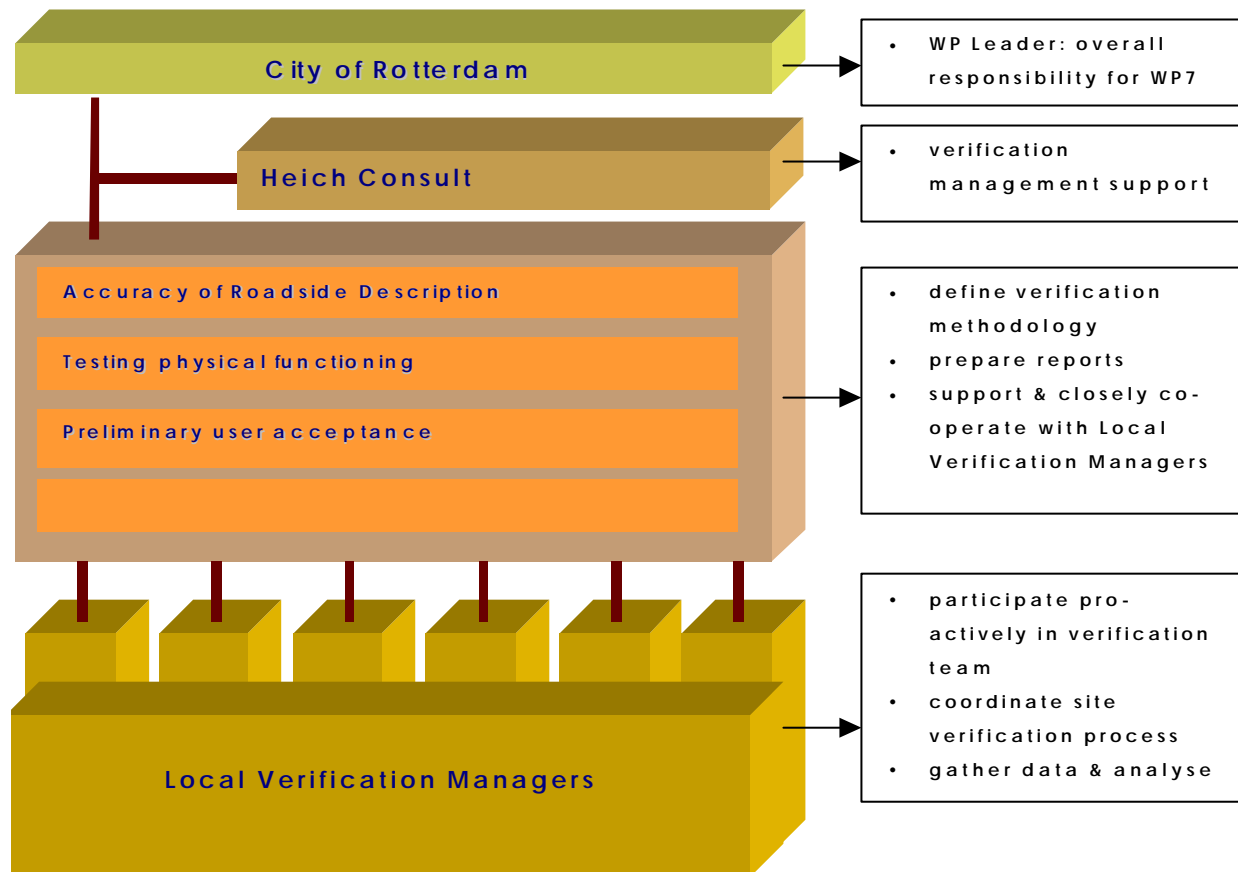 City of Rotterdam
• WP Leader: overall
responsibility for WP7
Heich Consult
• verification
management support
Accuracy of Roadside Description
Testing physical functioning
Preliminary user acceptance
• define verification
methodology
• prepare reports
• support & closely co-
operate with Local
Verification Managers
Local Verification Managers
• participate pro-
actively in verification
team
• coordinate site
verification process
• gather data & analyse